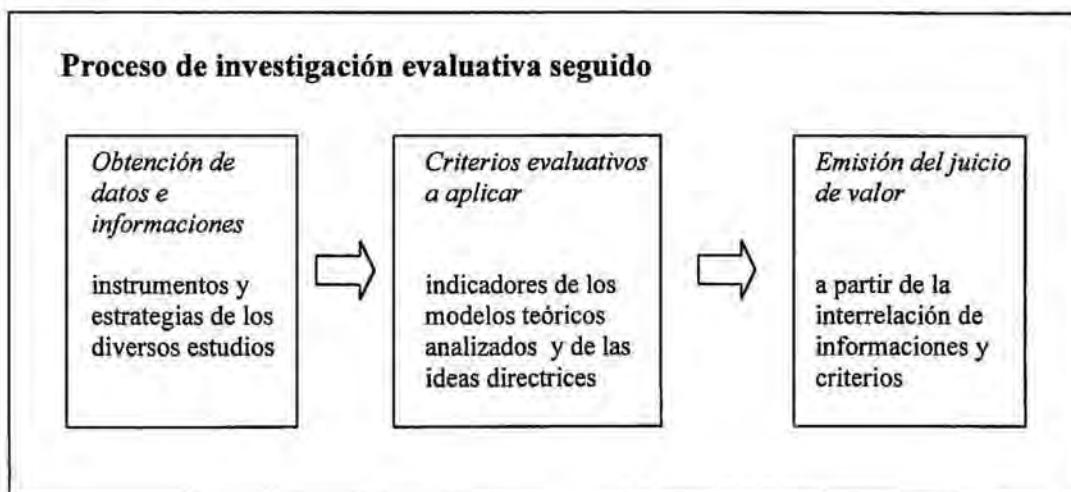 Proceso de investigación evaluativa seguido
Obtención de
datos e
informaciones
instrumentos y
estrategias de los
diversos estudios
Criterios evaluativos
a aplicar
indicadores de los
modelos teóricos
analizados y de las
ideas directrices
Emisión del juicio
de valor
a partir de la
interrelación de
informaciones y
criterios